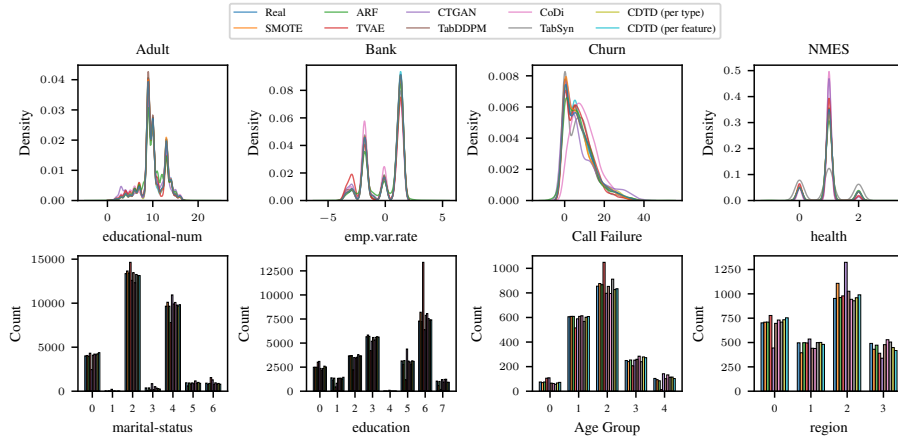 Real ARF CTGAN CoDi CDTD (per type)
SMOTE TVAE TabDDPM TabSyn CDTD (per feature)
Adult Bank Churn NMES
Density
0.04
0.03
0.02
0.01
0.00
0 10 20
educational-num
Density
0.08
0.06
0.04
0.02
0.00
−5 0 5
emp.var.rate
Density
0.008
0.006
0.004
0.002
0.000
0 20 40
Call Failure
Density
0.5
0.4
0.3
0.2
0.1
0.0
0 2
health
Count
15000
10000
5000
0
0 1 2 3 4 5 6
marital-status
Count
12500
10000
7500
5000
2500
0
0 1 2 3 4 5 6 7
education
Count
1000
800
600
400
200
0
0 1 2 3 4
Age Group
Count
1250
1000
750
500
250
0
0 1 2 3
region